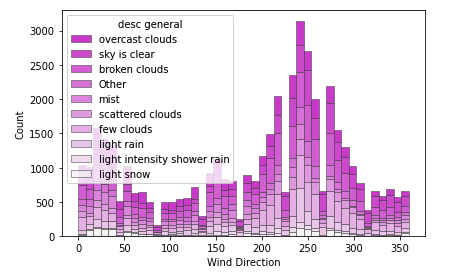 desc general
overcast clouds
sky is clear
broken clouds
Other
mist
scattered clouds
few clouds
light rain
light intensity shower rain
light snow
3000
2500
2000
1500
1000
500
0
Count
0 50 100 150 200 250 300 350
Wind Direction